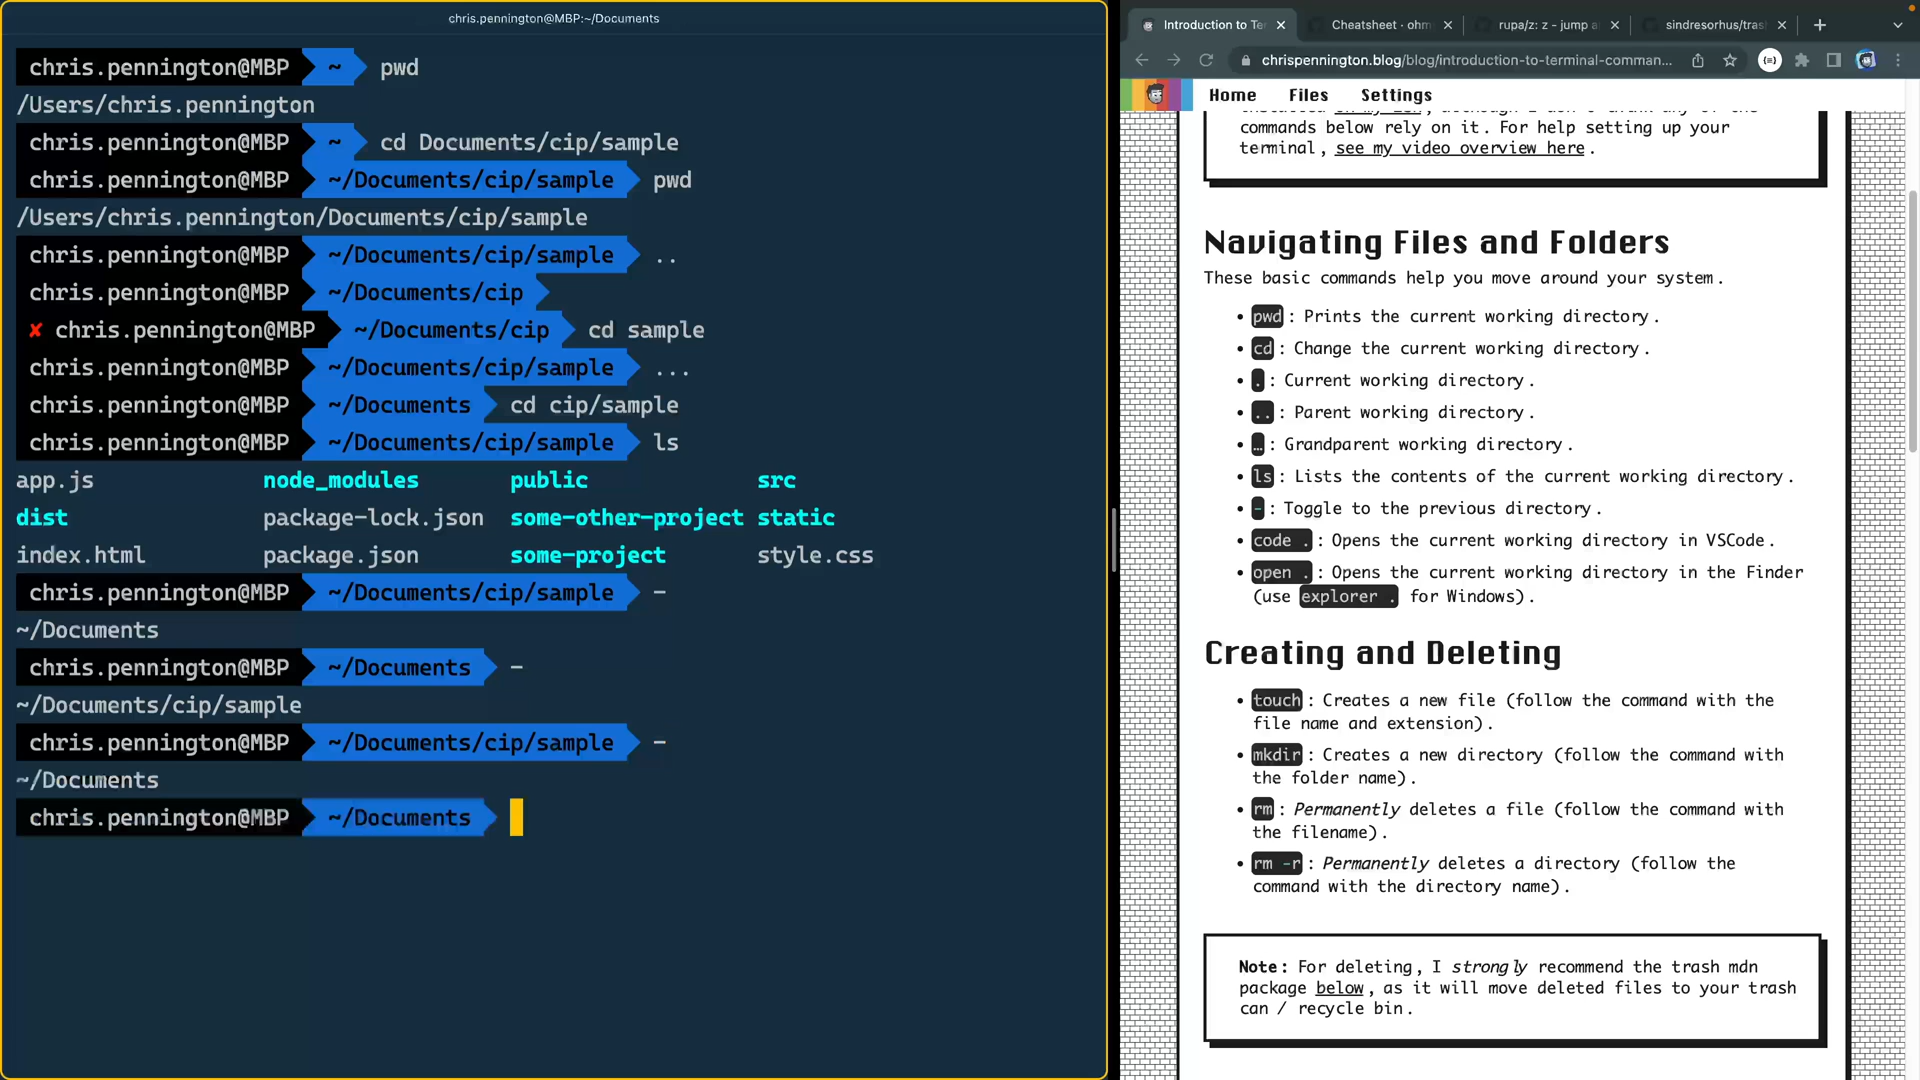 chris.pennington@MBP:~/Documents
chris.pennington@MBP ~ pwd
/Users/chris.pennington
chris.pennington@MBP ~ cd Documents/cip/sample
chris.pennington@MBP ~/Documents/cip/sample pwd
/Users/chris.pennington/Documents/cip/sample
chris.pennington@MBP ~/Documents/cip/sample ..
chris.pennington@MBP ~/Documents/cip
✘ chris.pennington@MBP ~/Documents/cip cd sample
chris.pennington@MBP ~/Documents/cip/sample ...
chris.pennington@MBP ~/Documents cd cip/sample
chris.pennington@MBP ~/Documents/cip/sample ls
app.js node_modules public src
dist package-lock.json some-other-project static
index.html package.json some-project style.css
chris.pennington@MBP ~/Documents/cip/sample -
~/Documents
chris.pennington@MBP ~/Documents -
~/Documents/cip/sample
chris.pennington@MBP ~/Documents/cip/sample -
~/Documents
chris.pennington@MBP ~/Documents
Introduction to Te Cheatsheet · ohm rupa/z: z - jump a sindresorhus/tras
chrispennington.blog/blog/introduction-to-terminal-comman...
Home Files Settings
commands below rely on it. For help setting up your
terminal, see my video overview here.
Navigating Files and Folders
These basic commands help you move around your system.
• pwd: Prints the current working directory.
• cd: Change the current working directory.
• .: Current working directory.
• ..: Parent working directory.
• …: Grandparent working directory.
• ls: Lists the contents of the current working directory.
• -: Toggle to the previous directory.
• code .: Opens the current working directory in VSCode.
• open .: Opens the current working directory in the Finder
(use explorer . for Windows).
Creating and Deleting
• touch: Creates a new file (follow the command with the
file name and extension).
• mkdir: Creates a new directory (follow the command with
the folder name).
• rm: Permanently deletes a file (follow the command with
the filename).
• rm -r: Permanently deletes a directory (follow the
command with the directory name).
Note: For deleting, I strongly recommend the trash mdn
package below, as it will move deleted files to your trash
can / recycle bin.